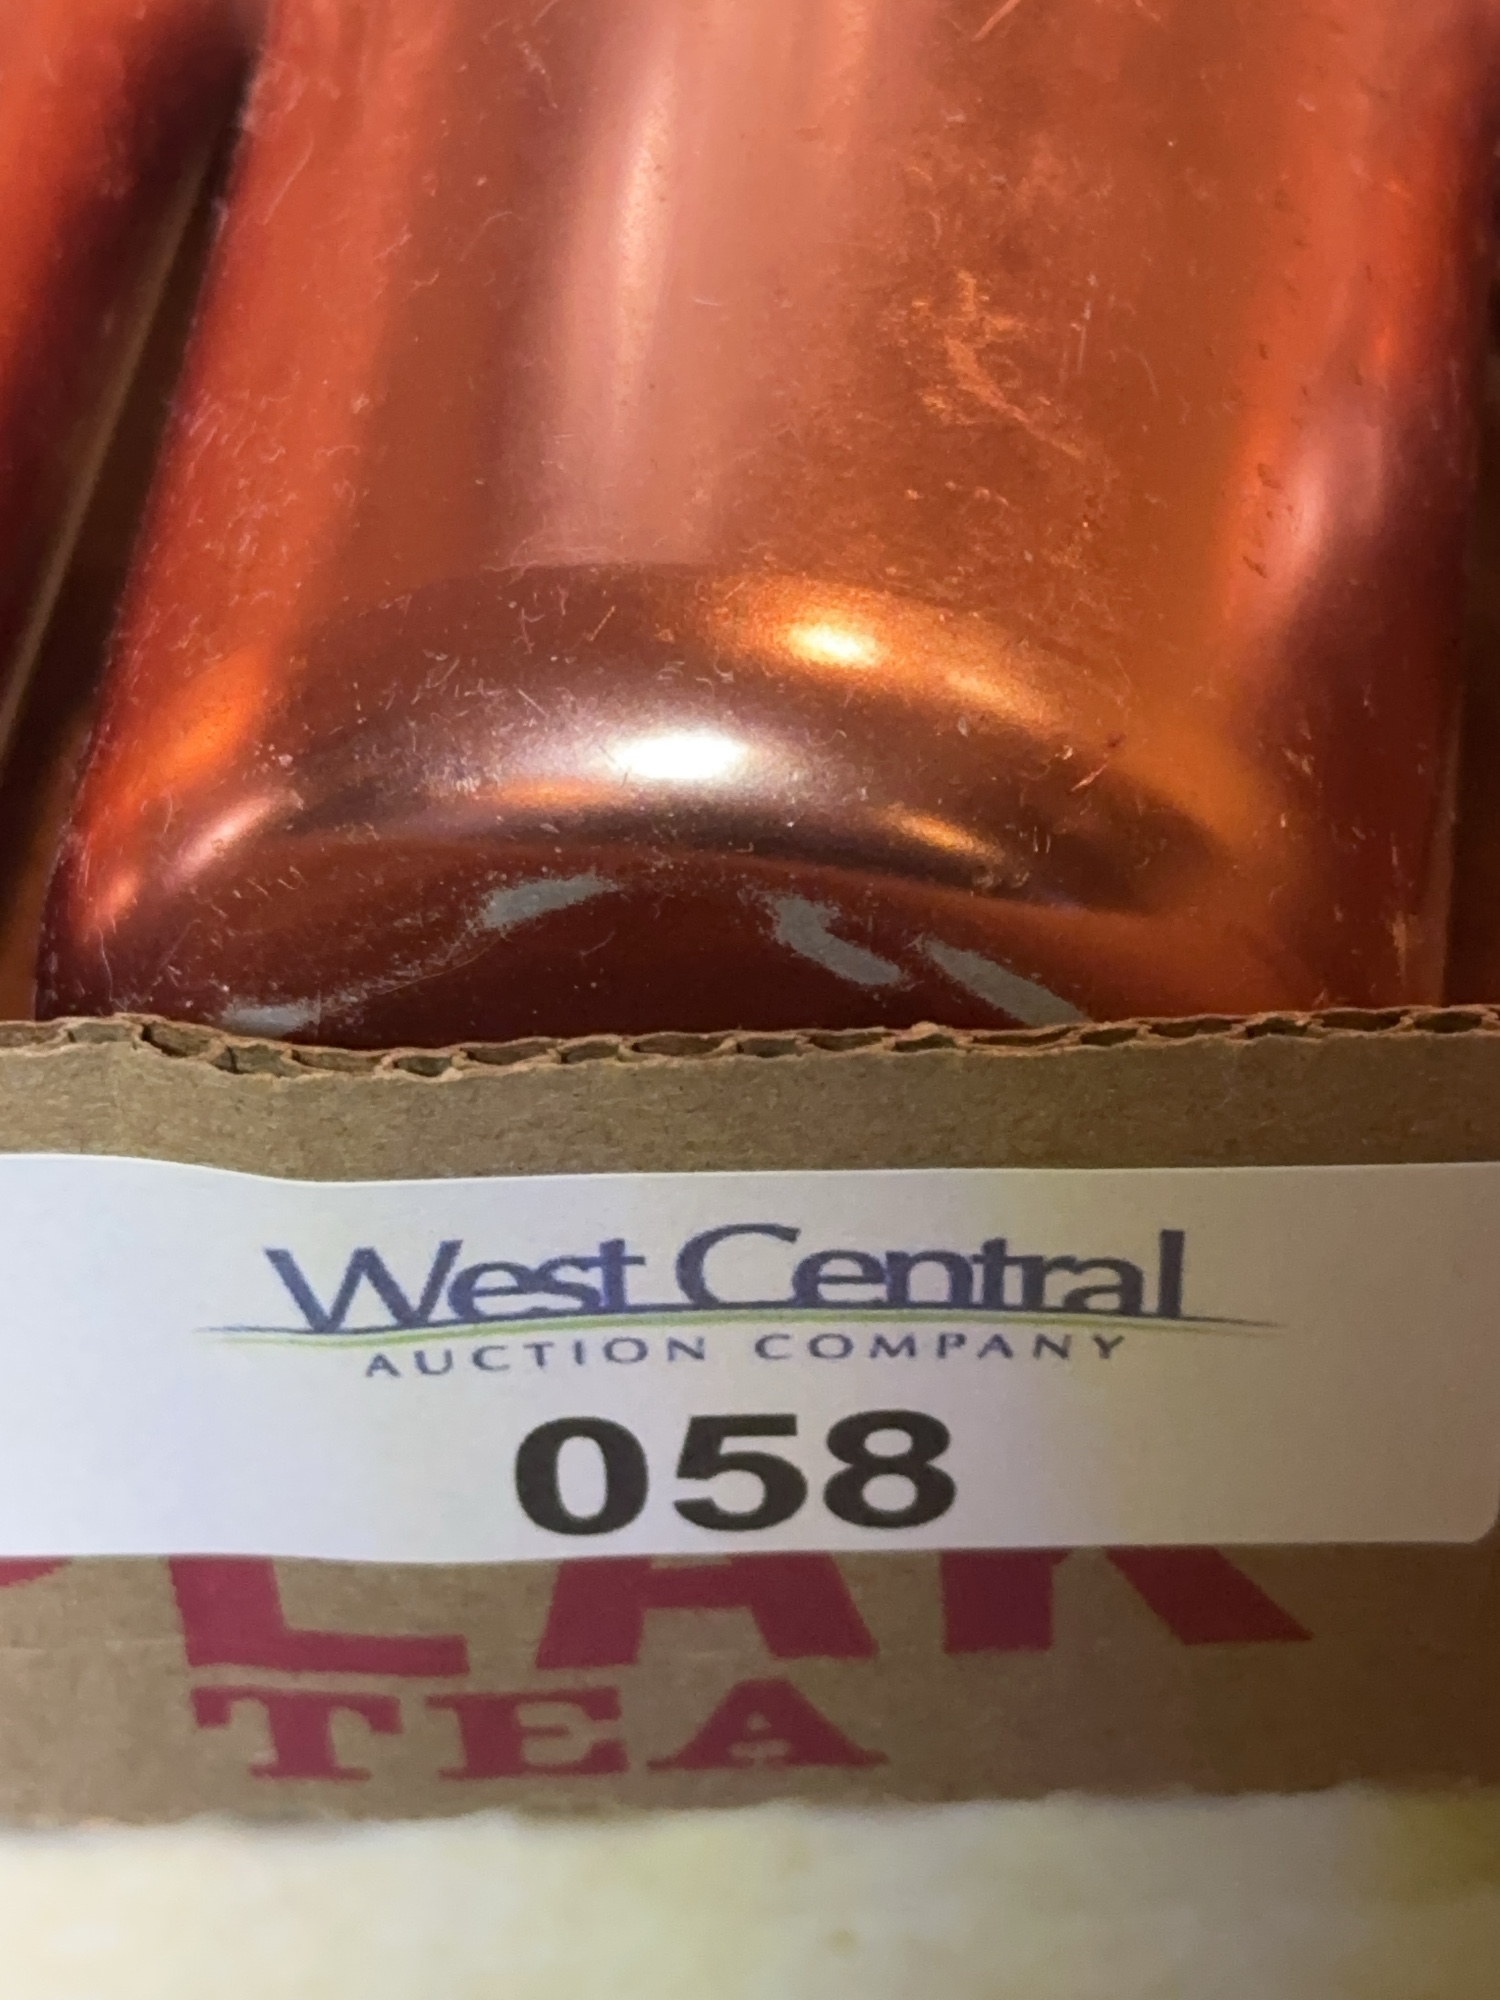 West Central
AUCTION COMPANY
058
TEA